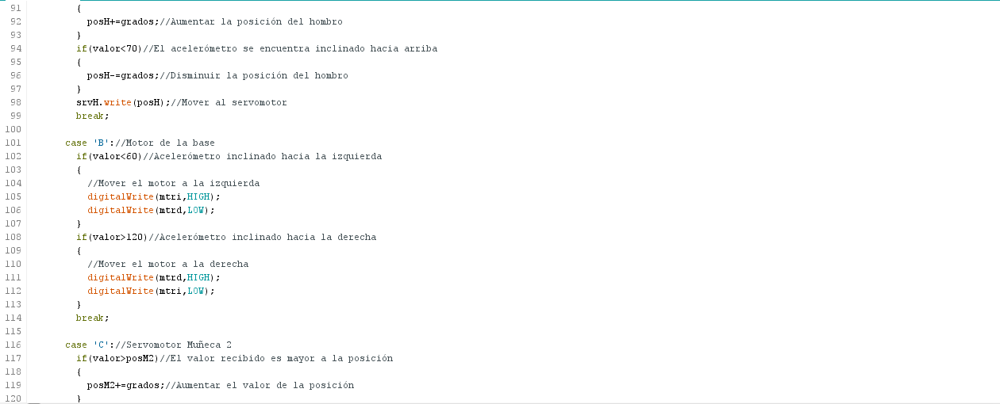 91 {
92 posH+=grados;//Aumentar la posición del hombro
93 }
94 if(valor<70)//El acelerómetro se encuentra inclinado hacia arriba
95 {
96 posH-=grados;//Disminuir la posición del hombro
97 }
98 srvH.write(posH);//Mover al servomotor
99 break;
100
101 case 'B'://Motor de la base
102 if(valor<60)//Acelerómetro inclinado hacia la izquierda
103 {
104 //Mover el motor a la izquierda
105 digitalWrite(mtri,HIGH);
106 digitalWrite(mtrd,LOW);
107 }
108 if(valor>120)//Acelerómetro inclinado hacia la derecha
109 {
110 //Mover el motor a la derecha
111 digitalWrite(mtrd,HIGH);
112 digitalWrite(mtri,LOW);
113 }
114 break;
115
116 case 'C'://Servomotor Muñeca 2
117 if(valor>posM2)//El valor recibido es mayor a la posición
118 {
119 posM2+=grados;//Aumentar el valor de la posición
120 }